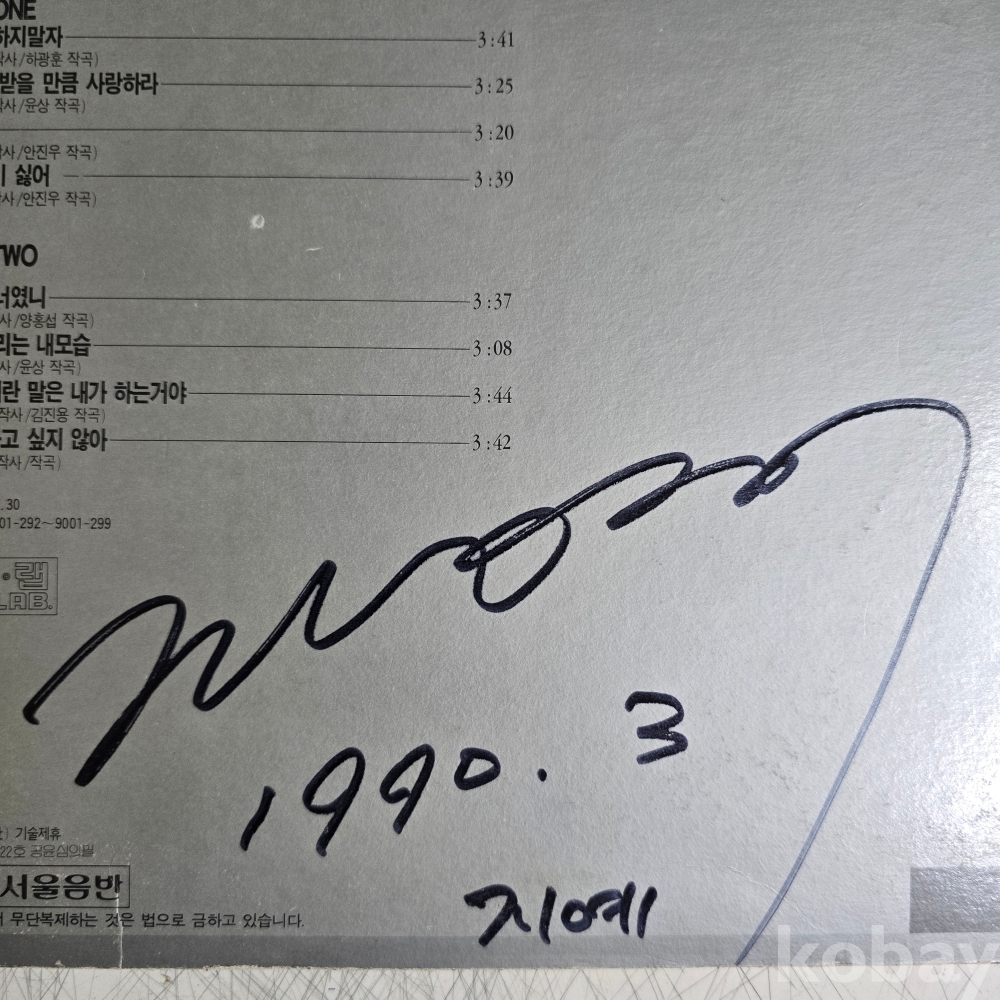 ONE
하지말자 3:41
작사/하광훈 작곡)
받을 만큼 사랑하라 3:25
작사/윤상 작곡)
3:20
작사/안진우 작곡)
싫어 3:39
작사/안진우 작곡)
TWO
너였니 3:37
사/양홍섭 작곡)
리는 내모습 3:08
사/윤상 작곡)
란 말은 내가 하는거야 3:44
작사/김진용 작곡)
고 싶지 않아 3:42
작사/작곡)
.30
01-292~9001-299
랩
LAB.
1990. 3
) 기술제휴
22호 공윤심의필
서울음반
무단복제하는 것은 법으로 금하고 있습니다.
지예
kobay